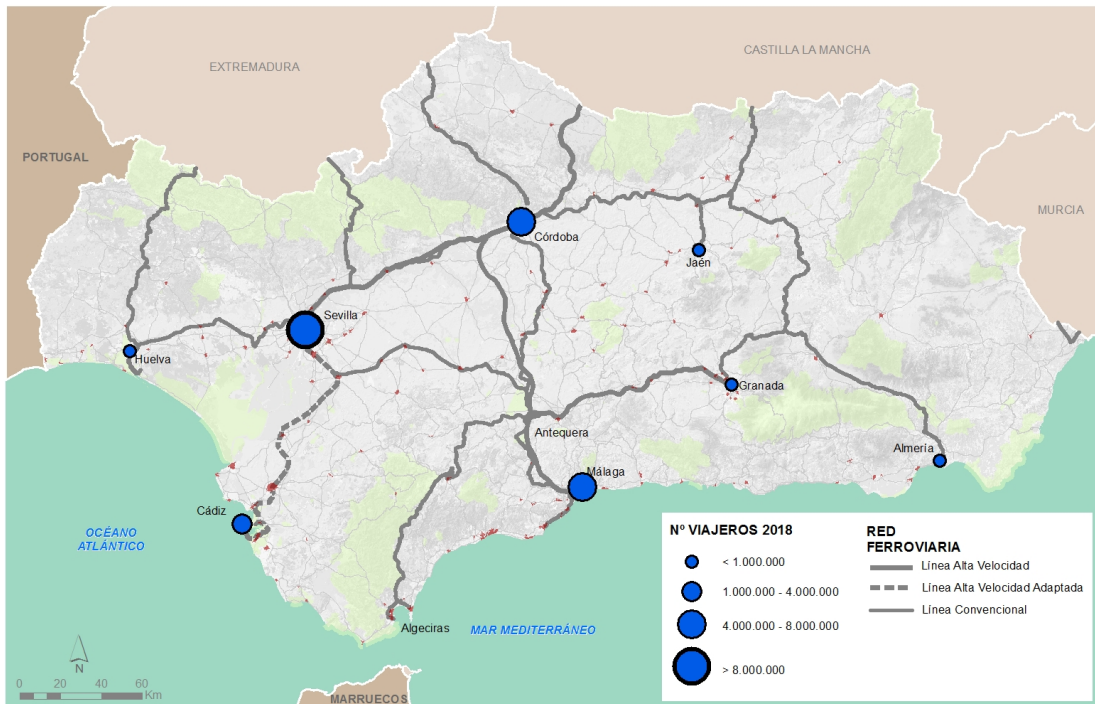 EXTREMADURA
CASTILLA LA MANCHA
PORTUGAL
MURCIA
Córdoba
Jaén
Sevilla
Huelva
Granada
Antequera
Almería
Málaga
Cádiz
OCÉANO
ATLÁNTICO
Algeciras
MAR MEDITERRÁNEO
MARRUECOS
N
0 20 40 60
Km
Nº VIAJEROS 2018
< 1.000.000
1.000.000 - 4.000.000
4.000.000 - 8.000.000
> 8.000.000
RED
FERROVIARIA
Línea Alta Velocidad
Línea Alta Velocidad Adaptada
Línea Convencional